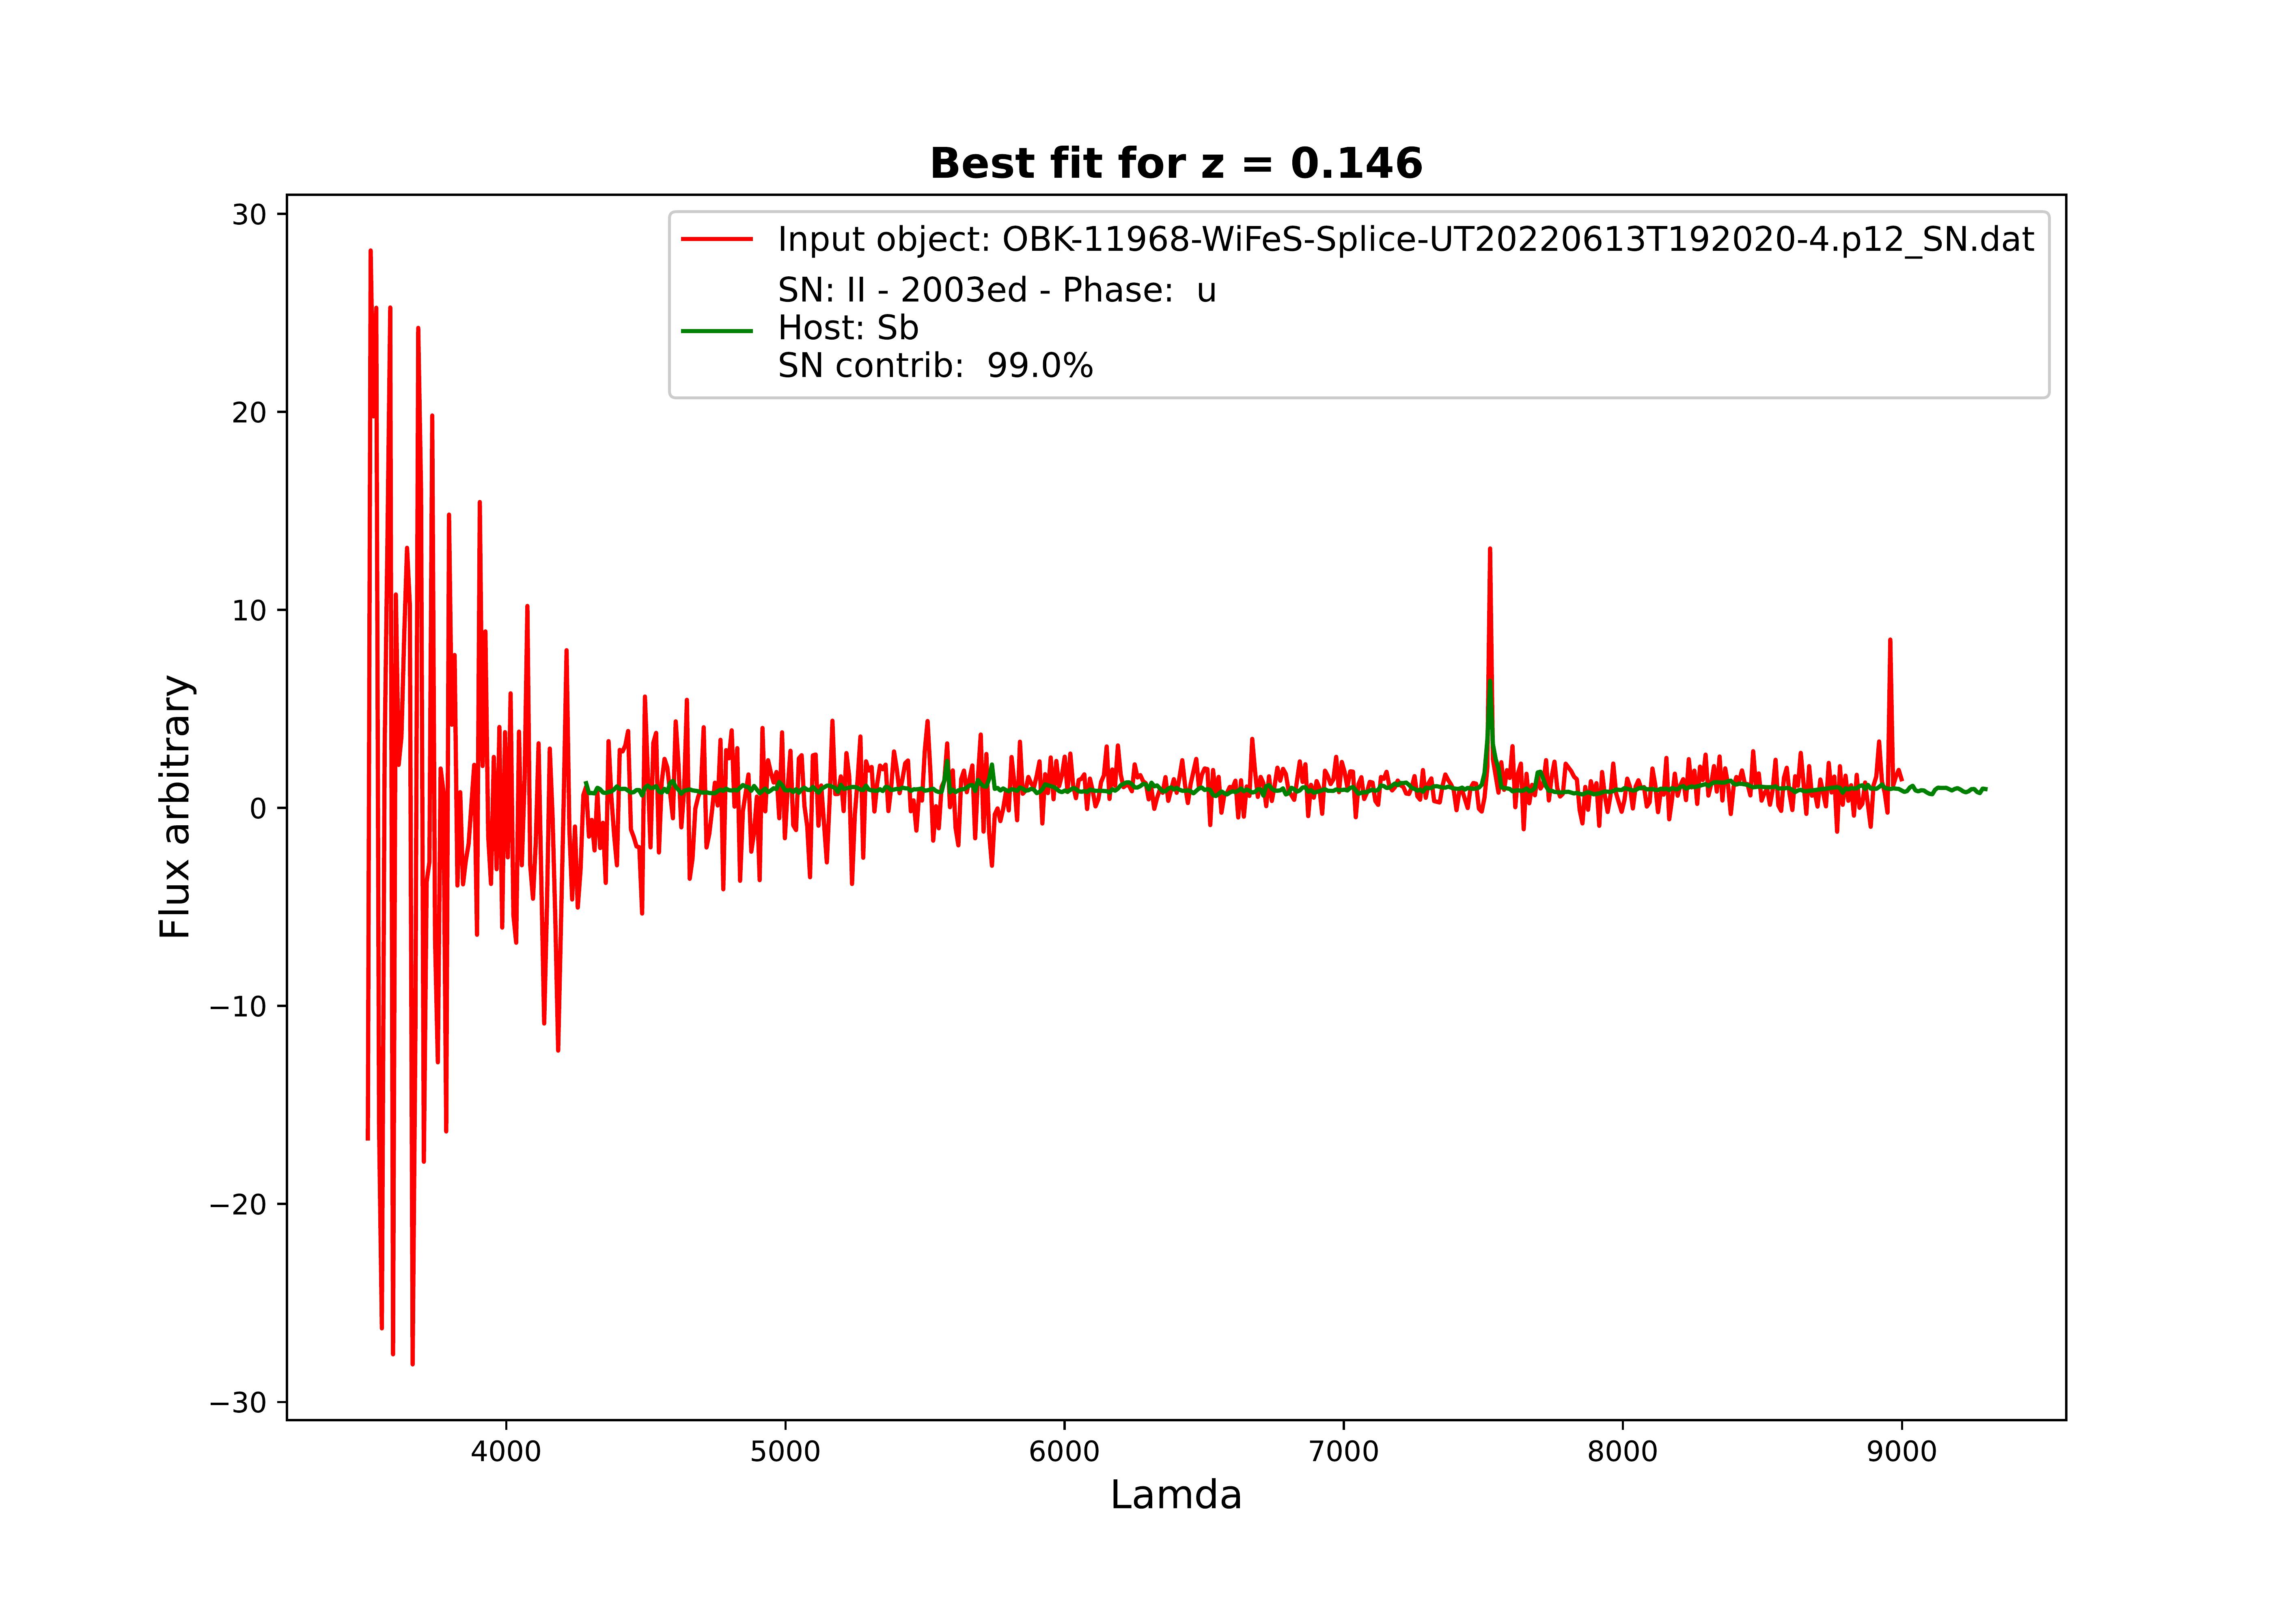 Best fit for z = 0.146
Input object: OBK-11968-WiFeS-Splice-UT20220613T192020-4.p12_SN.dat
SN: II - 2003ed - Phase:  u
Host: Sb
SN contrib:  99.0%
30
20
10
0
−10
−20
−30
Flux arbitrary
4000 5000 6000 7000 8000 9000
Lamda